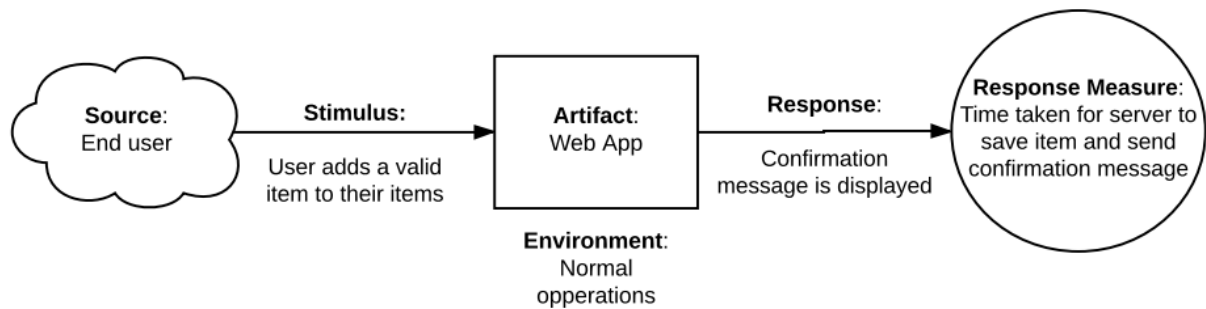 Source:
End user
Stimulus:
User adds a valid
item to their items
Artifact:
Web App
Environment:
Normal
opperations
Response:
Confirmation
message is displayed
Response Measure:
Time taken for server to
save item and send
confirmation message